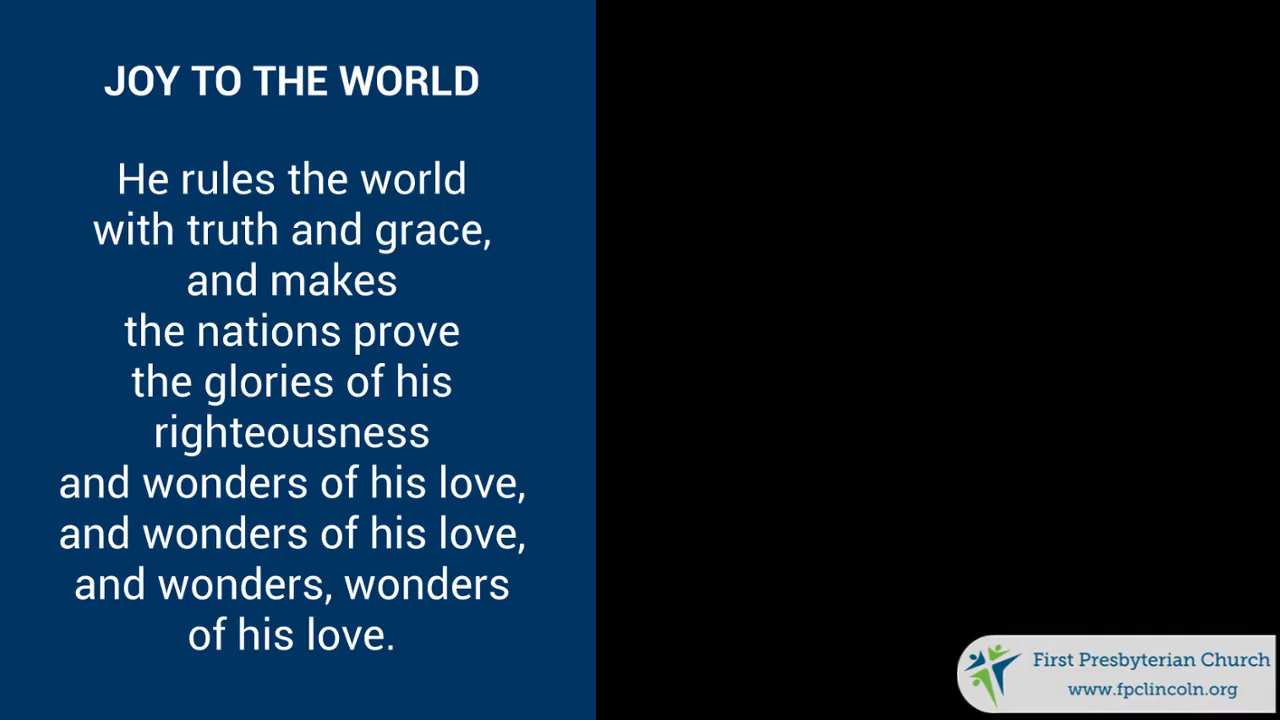 JOY TO THE WORLD
He rules the world
with truth and grace,
and makes
the nations prove
the glories of his
righteousness
and wonders of his love,
and wonders of his love,
and wonders, wonders
of his love.
First Presbyterian Church
www.fpclincoln.org